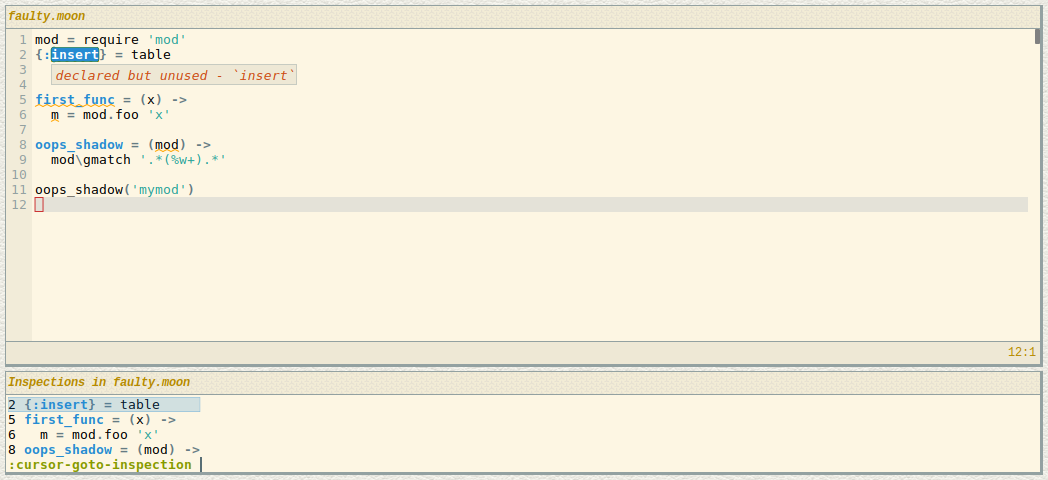 faulty.moon
1 mod = require 'mod'
2 {:insert} = table
3 declared but unused - `insert`
4
5 first_func = (x) ->
6   m = mod.foo 'x'
7
8 oops_shadow = (mod) ->
9   mod\gmatch '.*(%w+).*'
10
11 oops_shadow('mymod')
12
12:1
Inspections in faulty.moon
2 {:insert} = table
5 first_func = (x) ->
6   m = mod.foo 'x'
8 oops_shadow = (mod) ->
:cursor-goto-inspection